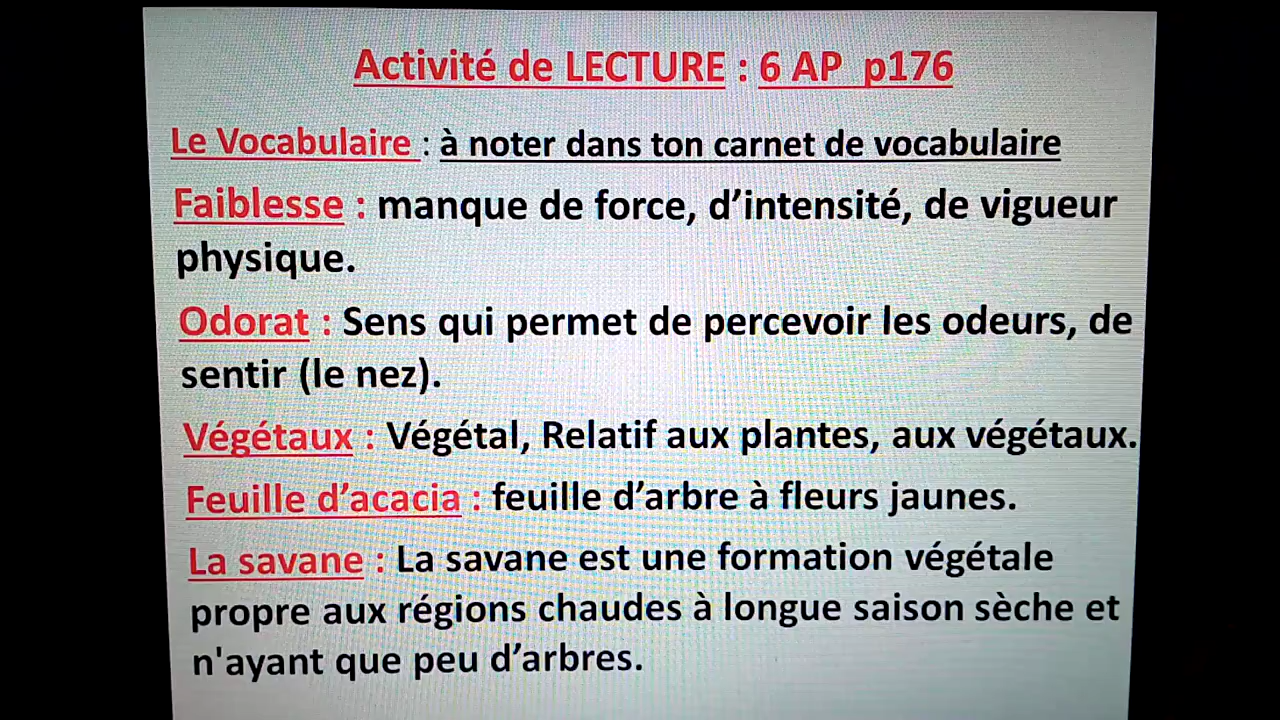 Activité de LECTURE : 6 AP p176
Le Vocabulaire : à noter dans ton carnet de vocabulaire
Faiblesse : manque de force, d’intensité, de vigueur
physique.
Odorat : Sens qui permet de percevoir les odeurs, de
sentir (le nez).
Végétaux : Végétal, Relatif aux plantes, aux végétaux.
Feuille d’acacia : feuille d’arbre à fleurs jaunes.
La savane : La savane est une formation végétale
propre aux régions chaudes à longue saison sèche et
n'ayant que peu d’arbres.